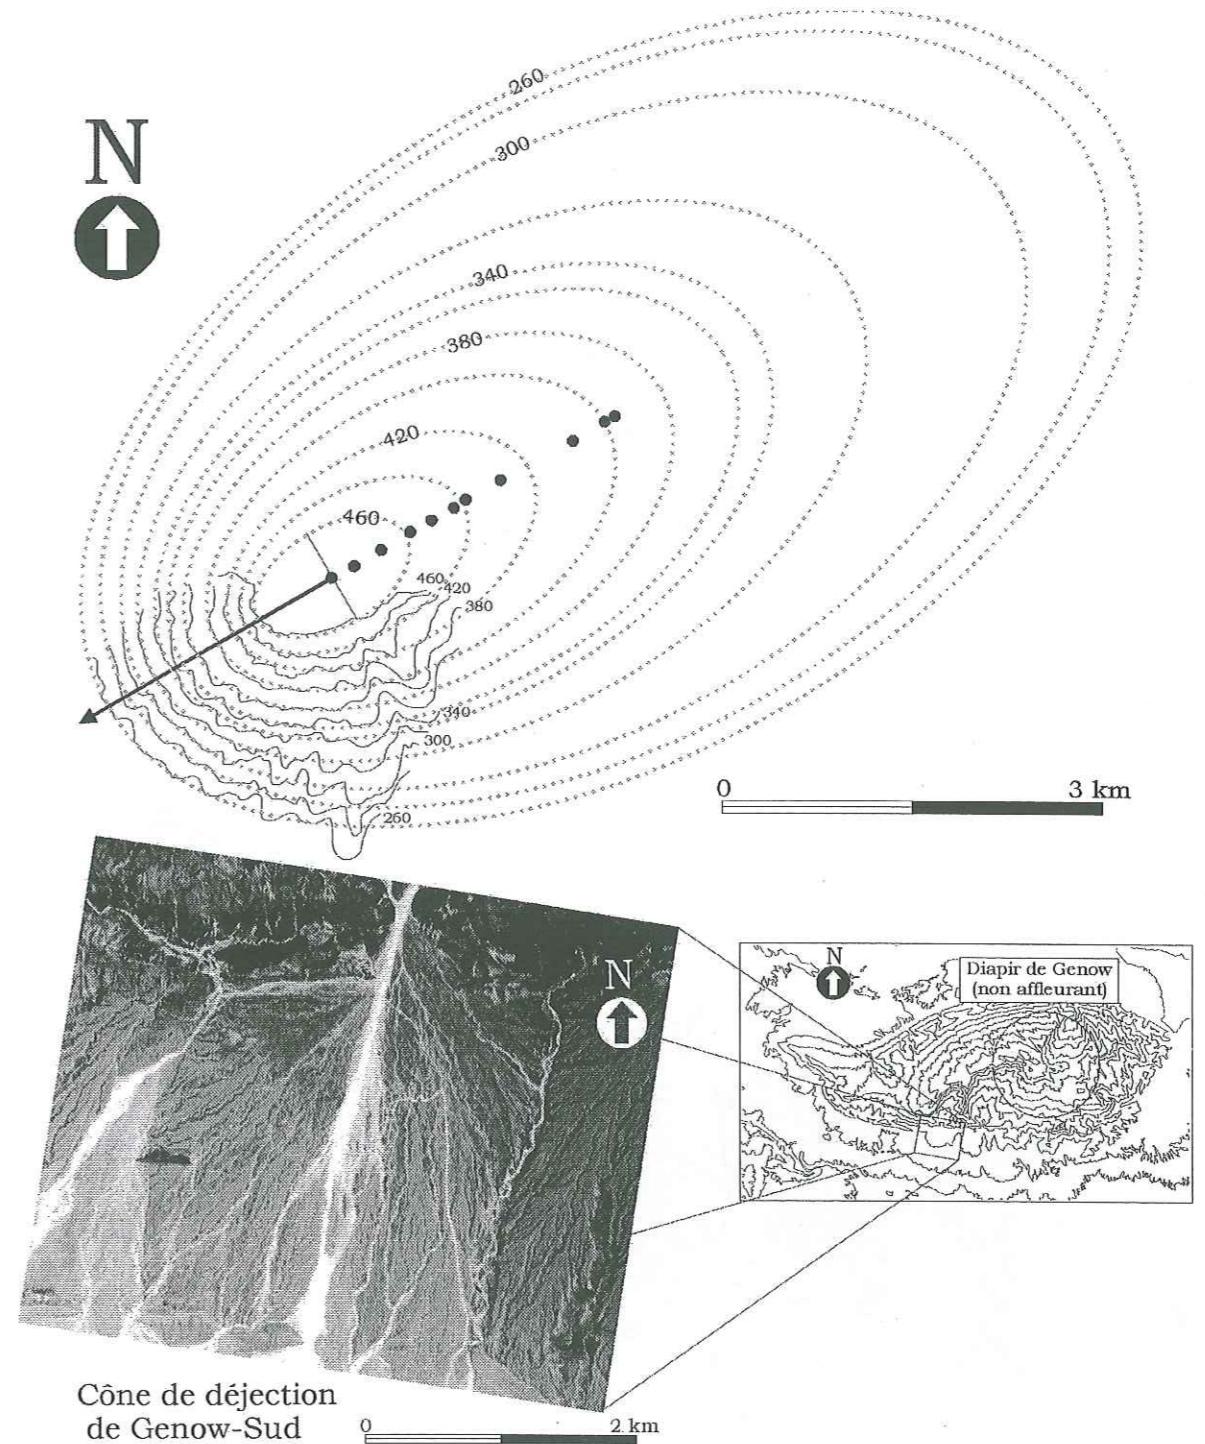 260
300
N
340
380
420
460
460
420
380
340
300
260
0 3 km
N
N
Diapir de Genow
(non affleurant)
Cône de déjection
de Genow-Sud
0 2 km